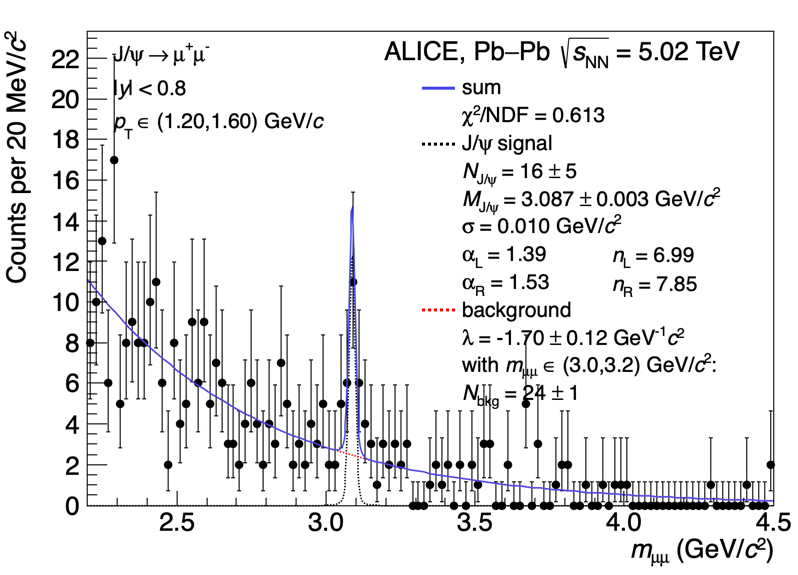 J/ψ → μ⁺μ⁻
|y| < 0.8
p_T ∈ (1.20,1.60) GeV/c
ALICE, Pb–Pb √s_NN = 5.02 TeV
sum
χ²/NDF = 0.613
J/ψ signal
N_J/ψ = 16 ± 5
M_J/ψ = 3.087 ± 0.003 GeV/c²
σ = 0.010 GeV/c²
α_L = 1.39 n_L = 6.99
α_R = 1.53 n_R = 7.85
background
λ = -1.70 ± 0.12 GeV⁻¹c²
with m_μμ ∈ (3.0,3.2) GeV/c²:
N_bkg = 24 ± 1
Counts per 20 MeV/c²
22
20
18
16
14
12
10
8
6
4
2
0
2.5 3.0 3.5 4.0 4.5
m_μμ (GeV/c²)